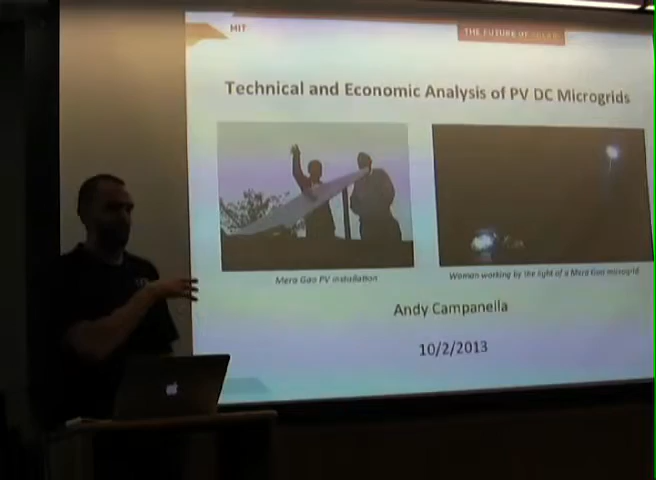 MIT
THE FUTURE OF SOLAR
Technical and Economic Analysis of PV DC Microgrids
Mera Gao PV installation
Woman working by the light of a Mera Gao microgrid
Andy Campanella
10/2/2013